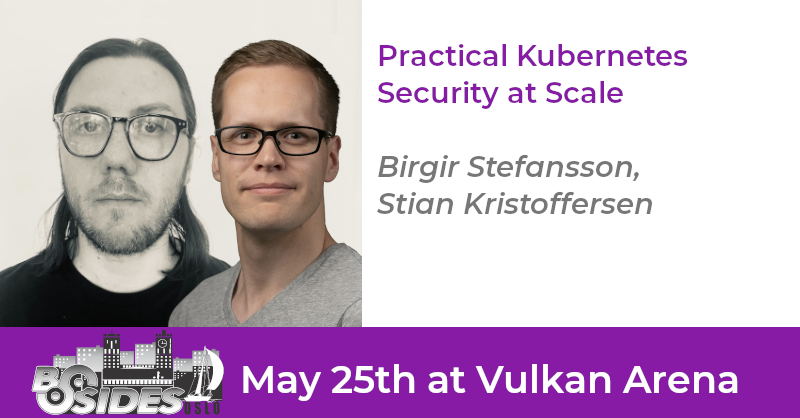 Practical Kubernetes
Security at Scale
Birgir Stefansson,
Stian Kristoffersen
BSIDES
OSLO
May 25th at Vulkan Arena